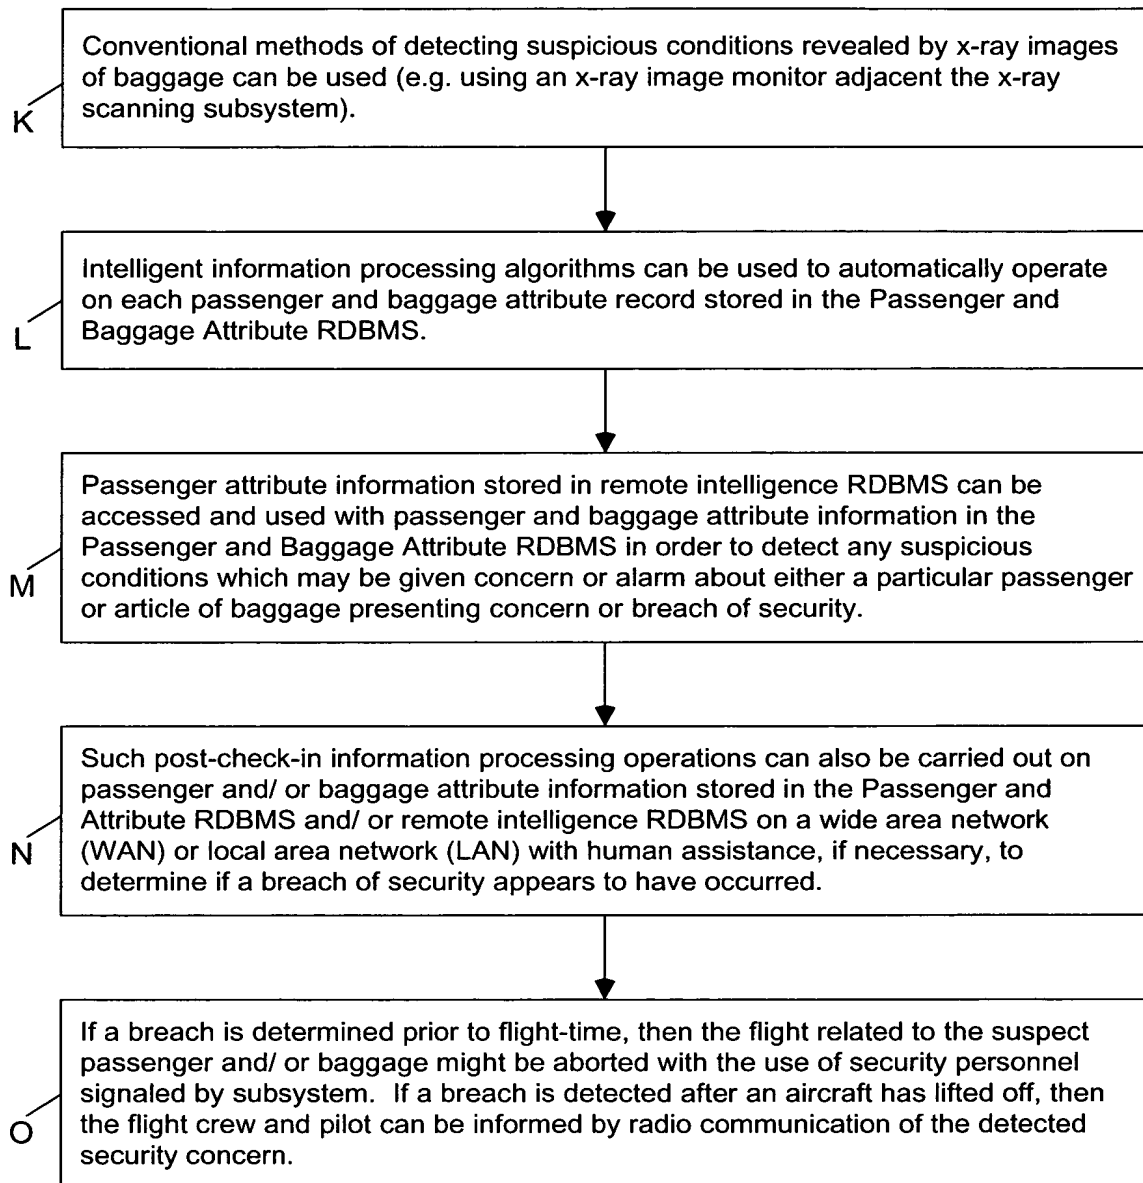 Conventional methods of detecting suspicious conditions revealed by x-ray images
of baggage can be used (e.g. using an x-ray image monitor adjacent the x-ray
scanning subsystem).
K
Intelligent information processing algorithms can be used to automatically operate
on each passenger and baggage attribute record stored in the Passenger and
Baggage Attribute RDBMS.
L
Passenger attribute information stored in remote intelligence RDBMS can be
accessed and used with passenger and baggage attribute information in the
Passenger and Baggage Attribute RDBMS in order to detect any suspicious
conditions which may be given concern or alarm about either a particular passenger
or article of baggage presenting concern or breach of security.
M
Such post-check-in information processing operations can also be carried out on
passenger and/ or baggage attribute information stored in the Passenger and
Attribute RDBMS and/ or remote intelligence RDBMS on a wide area network
(WAN) or local area network (LAN) with human assistance, if necessary, to
determine if a breach of security appears to have occurred.
N
If a breach is determined prior to flight-time, then the flight related to the suspect
passenger and/ or baggage might be aborted with the use of security personnel
signaled by subsystem.  If a breach is detected after an aircraft has lifted off, then
the flight crew and pilot can be informed by radio communication of the detected
security concern.
O